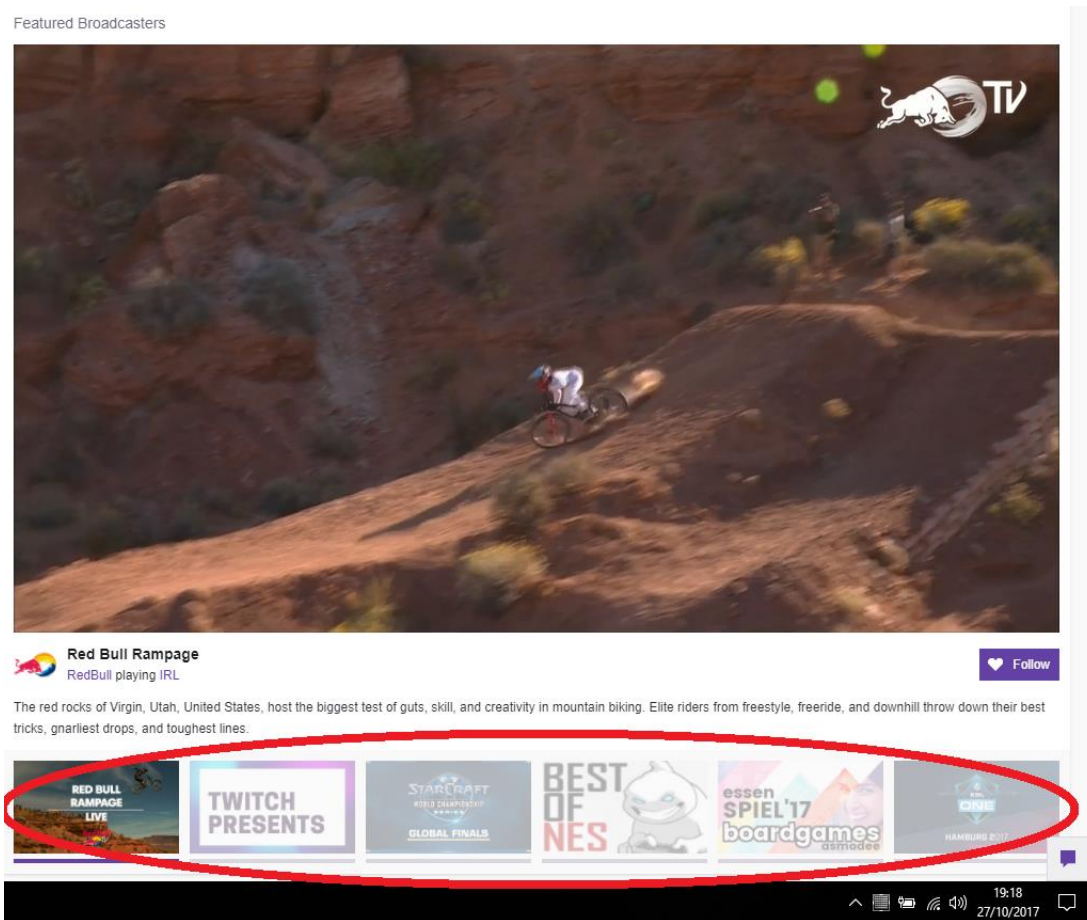 Featured Broadcasters
TV
Red Bull Rampage
RedBull playing IRL
Follow
The red rocks of Virgin, Utah, United States, host the biggest test of guts, skill, and creativity in mountain biking. Elite riders from freestyle, freeride, and downhill throw down their best
tricks, gnarliest drops, and toughest lines.
RED BULL
RAMPAGE
LIVE
TWITCH
PRESENTS
STARCRAFT
WORLD CHAMPIONSHIP
SERIES
GLOBAL FINALS
BEST
OF
NES
essen
SPIEL'17
boardgames
asmodee
ESL
ONE
HAMBURG 2017
19:18
27/10/2017